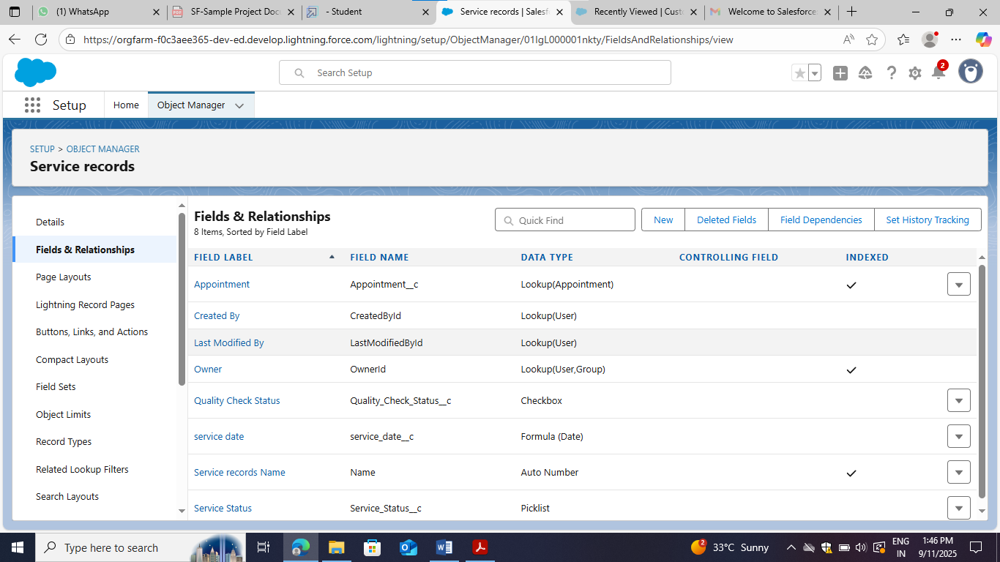 (1) WhatsApp
SF-Sample Project Doc
- Student
Service records | Salesf
Recently Viewed | Cust
Welcome to Salesforce
https://orgfarm-f0c3aee365-dev-ed.develop.lightning.force.com/lightning/setup/ObjectManager/01IgL000001nkty/FieldsAndRelationships/view
Search Setup
2
Setup
Home
Object Manager
SETUP > OBJECT MANAGER
Service records
Details
Fields & Relationships
Page Layouts
Lightning Record Pages
Buttons, Links, and Actions
Compact Layouts
Field Sets
Object Limits
Record Types
Related Lookup Filters
Search Layouts
Fields & Relationships
8 Items, Sorted by Field Label
Quick Find
New
Deleted Fields
Field Dependencies
Set History Tracking
FIELD LABEL FIELD NAME DATA TYPE CONTROLLING FIELD INDEXED
Appointment Appointment__c Lookup(Appointment)
Created By CreatedById Lookup(User)
Last Modified By LastModifiedById Lookup(User)
Owner OwnerId Lookup(User,Group)
Quality Check Status Quality_Check_Status__c Checkbox
service date service_date__c Formula (Date)
Service records Name Name Auto Number
Service Status Service_Status__c Picklist
Type here to search
2
33°C Sunny
ENG
IN
1:46 PM
9/11/2025